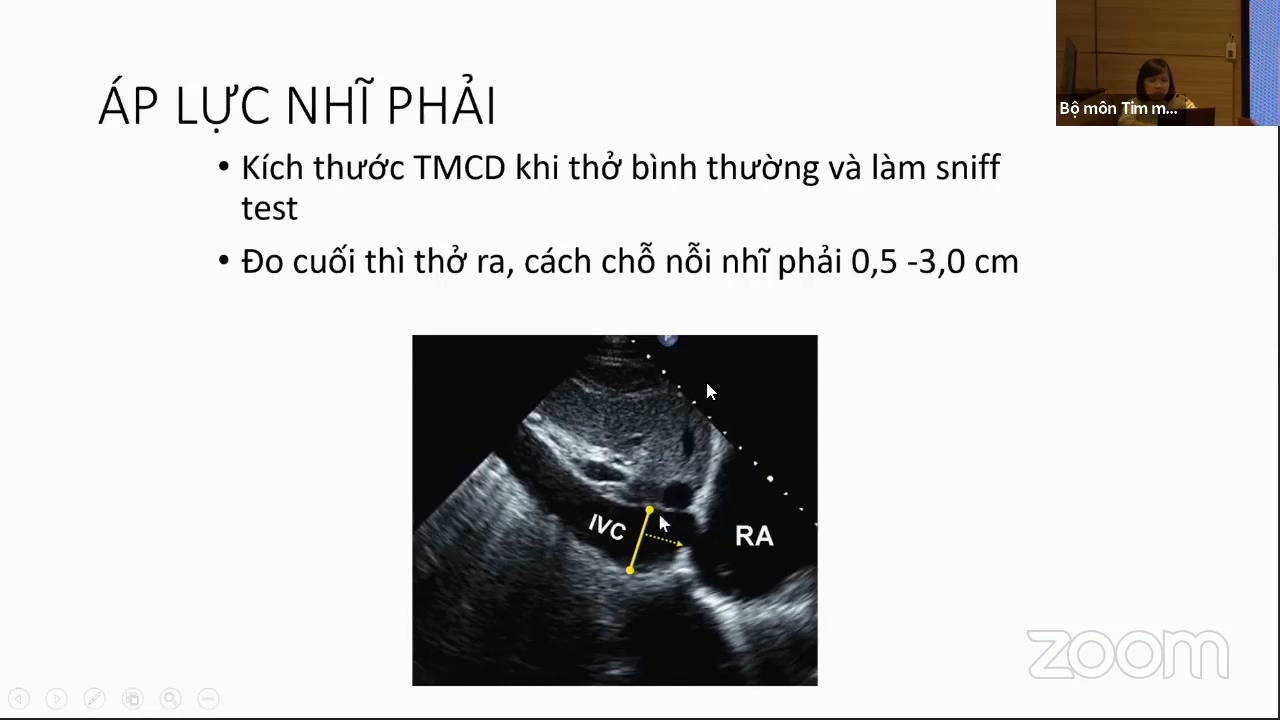 ÁP LỰC NHĨ PHẢI
Bộ môn Tim m...
• Kích thước TMCD khi thở bình thường và làm sniff
test
• Đo cuối thì thở ra, cách chỗ nỗi nhĩ phải 0,5 -3,0 cm
P
IVC
RA
zoom